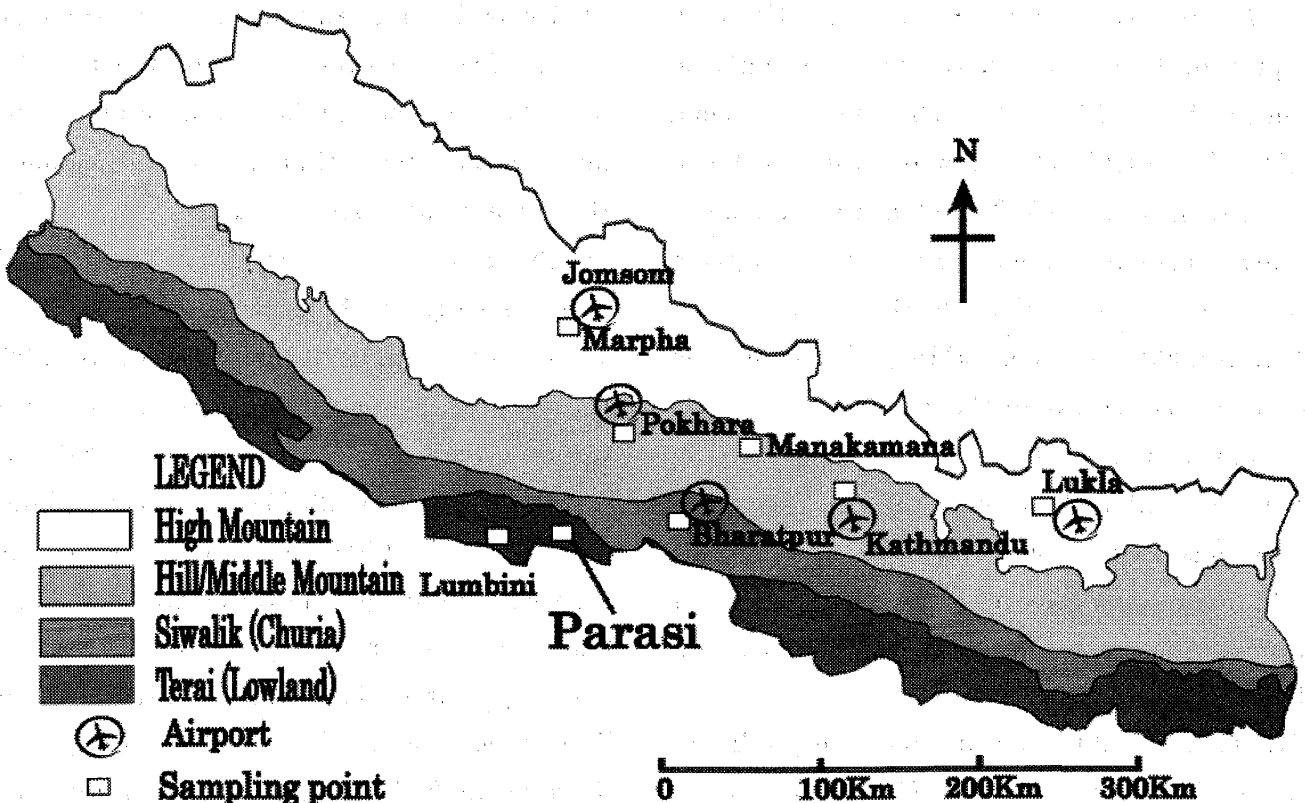 N
Jomsom
Marpha
Pokhara
Manakamana
Lukla
Bharatpur
Kathmandu
Lumbini
Parasi
LEGEND
High Mountain
Hill/Middle Mountain
Siwalik (Churia)
Terai (Lowland)
Airport
Sampling point
0 100Km 200Km 300Km